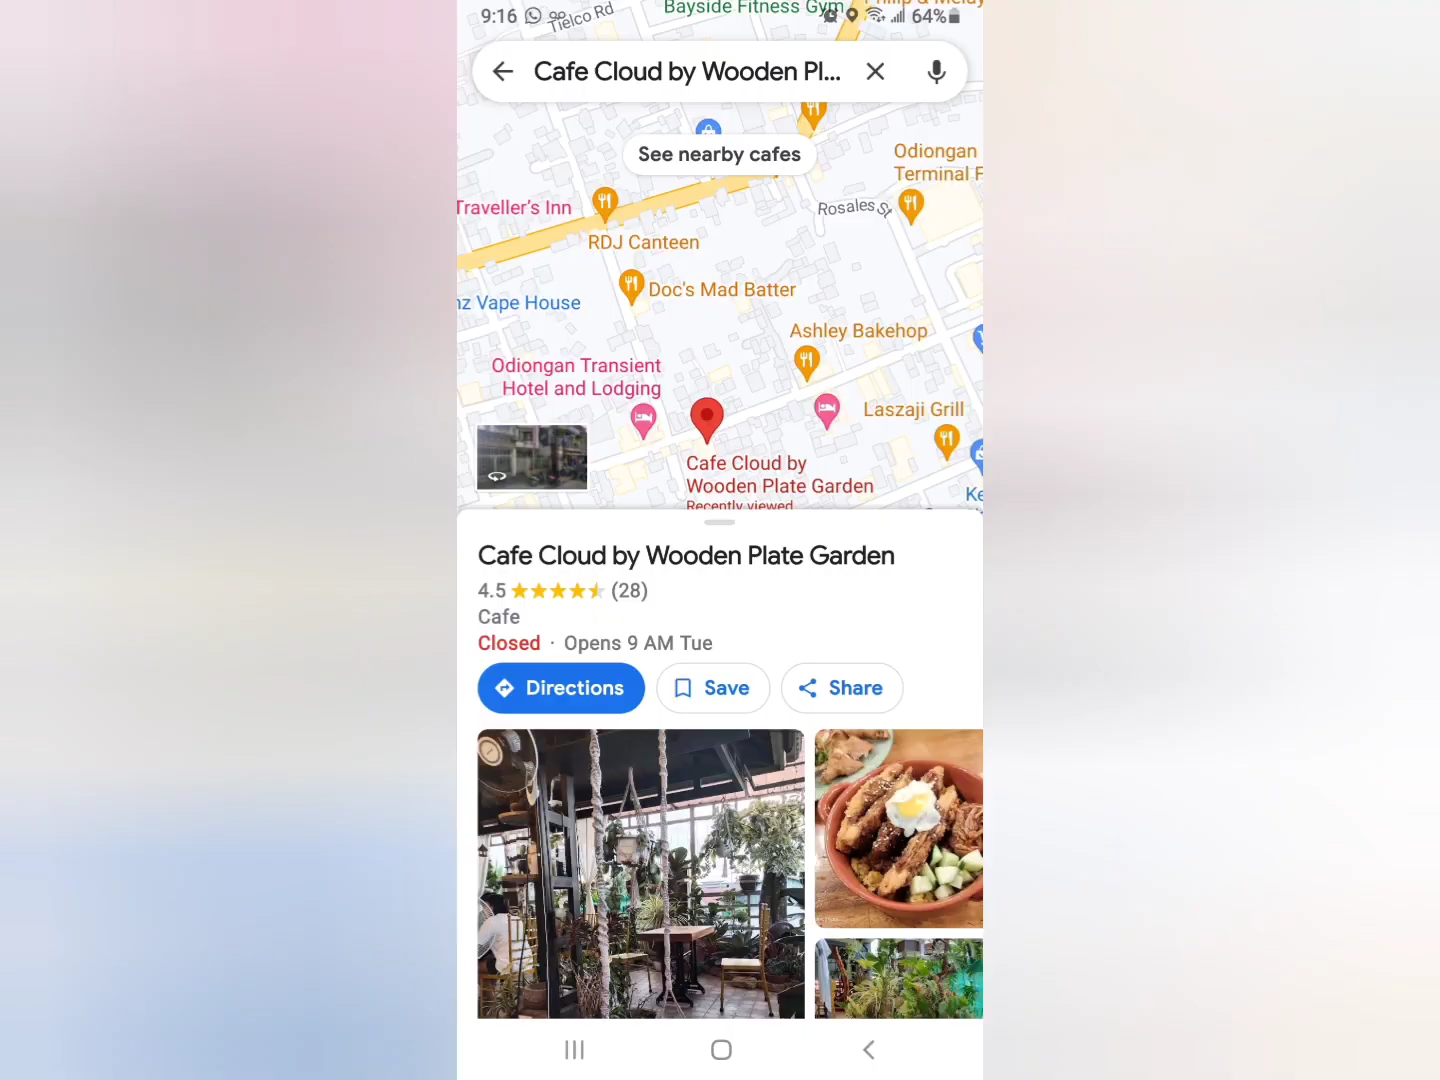 9:16
64%
Tielco Rd
Bayside Fitness Gym
Cafe Cloud by Wooden Pl...
See nearby cafes
Odiongan
Terminal
Traveller's Inn
Rosales St
RDJ Canteen
Doc's Mad Batter
Vape House
Ashley Bakehop
Odiongan Transient
Hotel and Lodging
Laszaji Grill
Cafe Cloud by
Wooden Plate Garden
Recently viewed
Cafe Cloud by Wooden Plate Garden
4.5 (28)
Cafe
Closed · Opens 9 AM Tue
Directions
Save
Share